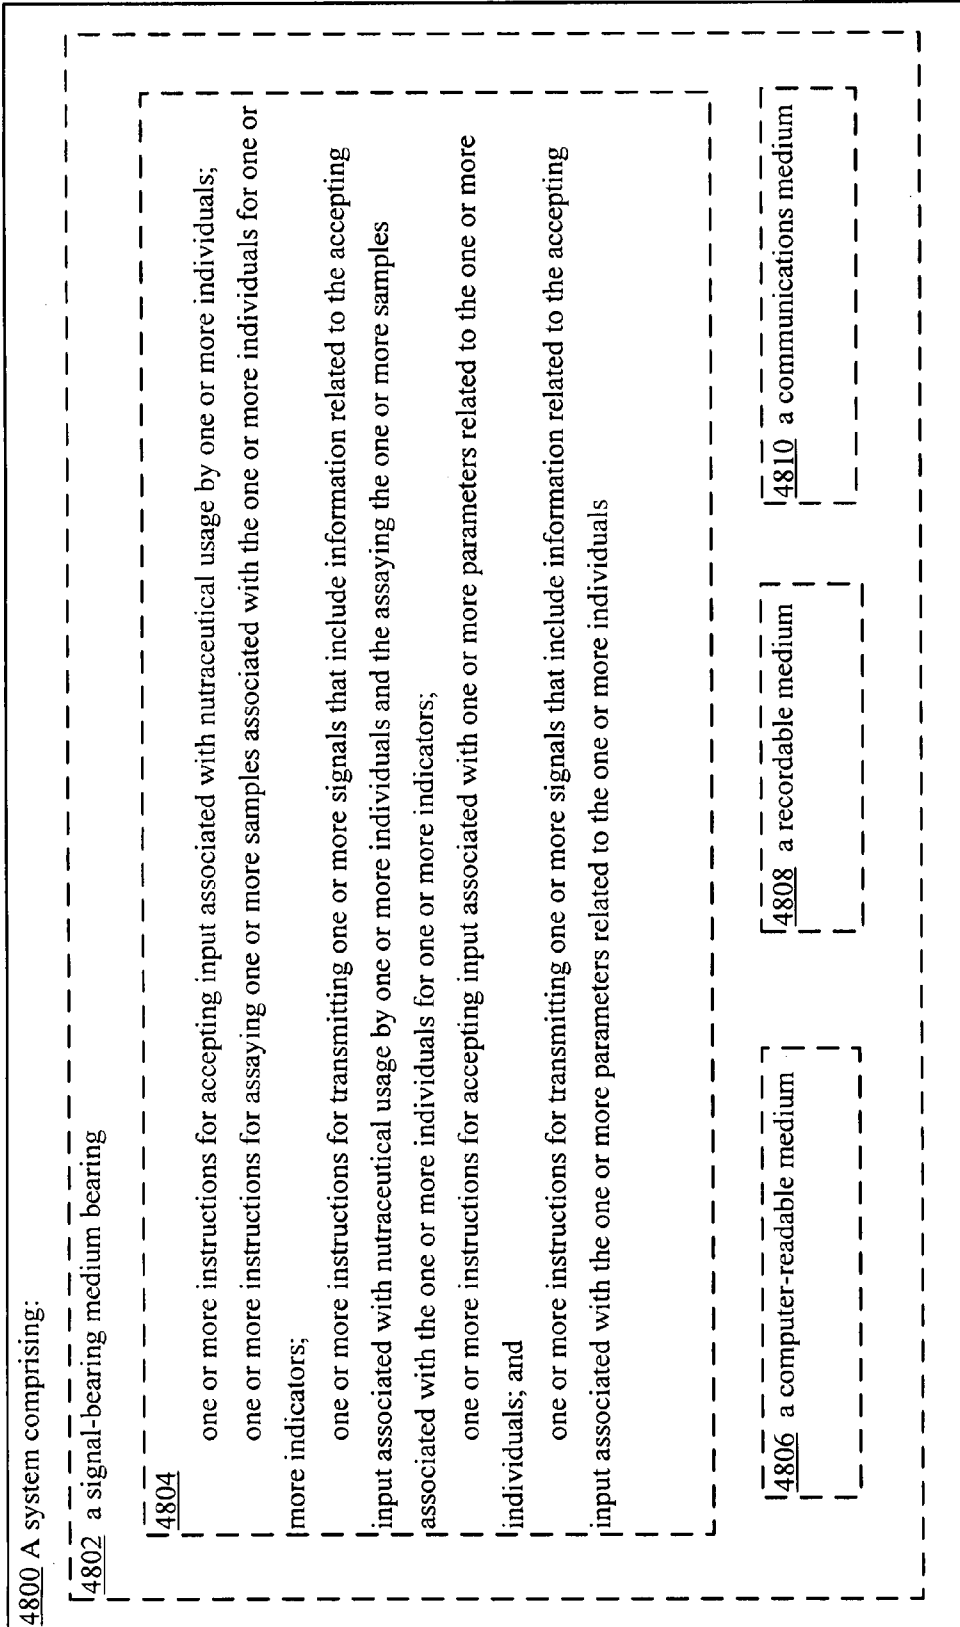 4800 A system comprising:
4802 a signal-bearing medium bearing
4804
one or more instructions for accepting input associated with nutraceutical usage by one or more individuals;
one or more instructions for assaying one or more samples associated with the one or more individuals for one or
more indicators;
one or more instructions for transmitting one or more signals that include information related to the accepting
input associated with nutraceutical usage by one or more individuals and the assaying the one or more samples
associated with the one or more individuals for one or more indicators;
one or more instructions for accepting input associated with one or more parameters related to the one or more
individuals; and
one or more instructions for transmitting one or more signals that include information related to the accepting
input associated with the one or more parameters related to the one or more individuals
4806 a computer-readable medium
4808 a recordable medium
4810 a communications medium